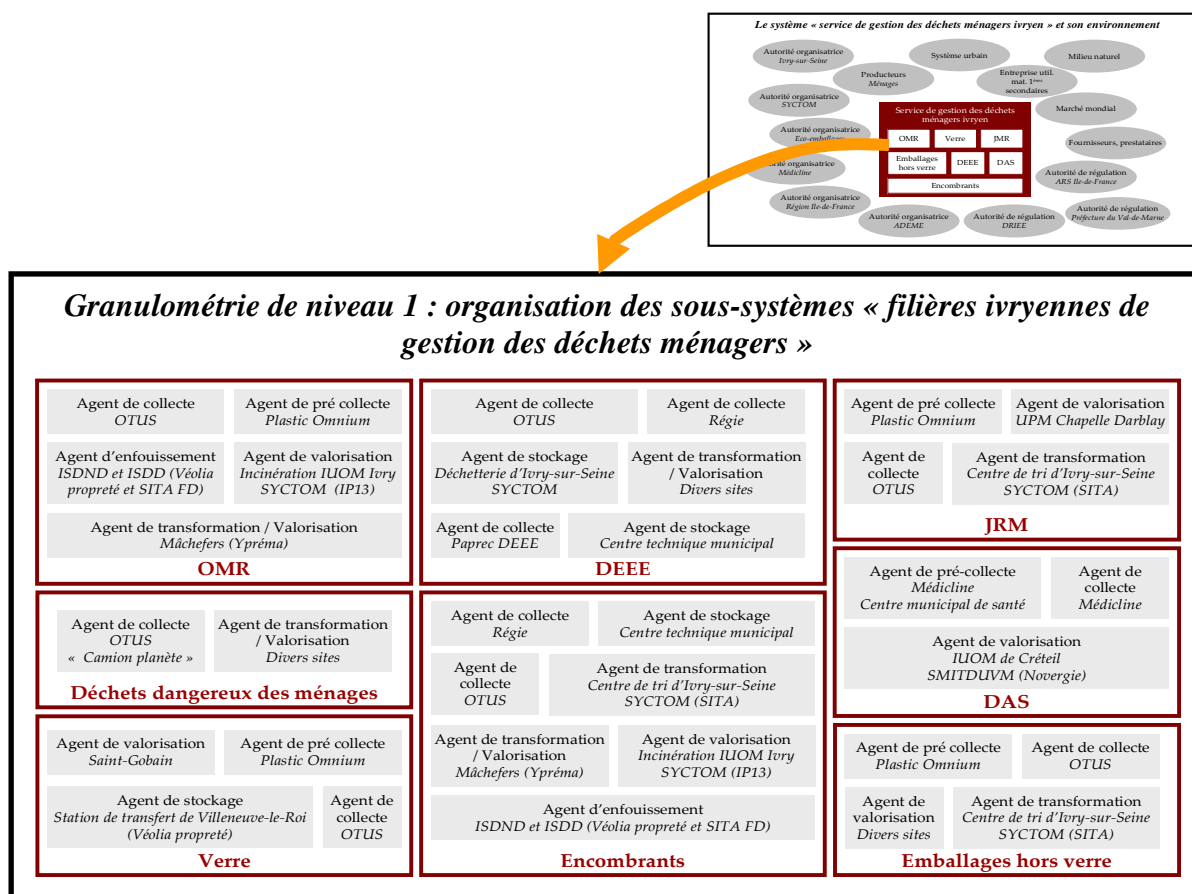 Le système « service de gestion des déchets ménagers ivryen » et son environnement
Autorité organisatrice
Ivry-sur-Seine
Système urbain
Milieu naturel
Producteurs
Ménages
Entreprise util.
mat. 1ères
secondaires
Autorité organisatrice
SYCTOM
Service de gestion des déchets
ménagers ivryen
Marché mondial
Autorité organisatrice
Eco-emballages
OMR
Verre
JMR
Fournisseurs, prestataires
organisatrice
Médicline
Emballages
hors verre
DEEE
DAS
Autorité de régulation
ARS Ile-de-France
Encombrants
Autorité organisatrice
Région Ile-de-France
Autorité organisatrice
ADEME
Autorité de régulation
DRIEE
Autorité de régulation
Préfecture du Val-de-Marne
Granulométrie de niveau 1 : organisation des sous-systèmes « filières ivryennes de
gestion des déchets ménagers »
Agent de collecte
OTUS
Agent de pré collecte
Plastic Omnium
Agent d'enfouissement
ISDND et ISDD (Véolia
propreté et SITA FD)
Agent de valorisation
Incinération IUOM Ivry
SYCTOM (IP13)
Agent de transformation / Valorisation
Mâchefers (Ypréma)
OMR
Agent de collecte
OTUS
Agent de collecte
Régie
Agent de stockage
Déchetterie d'Ivry-sur-Seine
SYCTOM
Agent de transformation
/ Valorisation
Divers sites
Agent de collecte
Paprec DEEE
Agent de stockage
Centre technique municipal
DEEE
Agent de pré collecte
Plastic Omnium
Agent de valorisation
UPM Chapelle Darblay
Agent de
collecte
OTUS
Agent de transformation
Centre de tri d'Ivry-sur-Seine
SYCTOM (SITA)
JRM
Agent de collecte
OTUS
« Camion planète »
Agent de transformation
/ Valorisation
Divers sites
Déchets dangereux des ménages
Agent de collecte
Régie
Agent de stockage
Centre technique municipal
Agent de
collecte
OTUS
Agent de transformation
Centre de tri d'Ivry-sur-Seine
SYCTOM (SITA)
Agent de transformation
/ Valorisation
Mâchefers (Ypréma)
Agent de valorisation
Incinération IUOM Ivry
SYCTOM (IP13)
Agent d'enfouissement
ISDND et ISDD (Véolia propreté et SITA FD)
Encombrants
Agent de pré-collecte
Médicline
Centre municipal de santé
Agent de
collecte
Médicline
Agent de valorisation
IUOM de Créteil
SMITDUVM (Novergie)
DAS
Agent de valorisation
Saint-Gobain
Agent de pré collecte
Plastic Omnium
Agent de stockage
Station de transfert de Villeneuve-le-Roi
(Véolia propreté)
Agent de
collecte
OTUS
Verre
Agent de pré collecte
Plastic Omnium
Agent de collecte
OTUS
Agent de
valorisation
Divers sites
Agent de transformation
Centre de tri d'Ivry-sur-Seine
SYCTOM (SITA)
Emballages hors verre